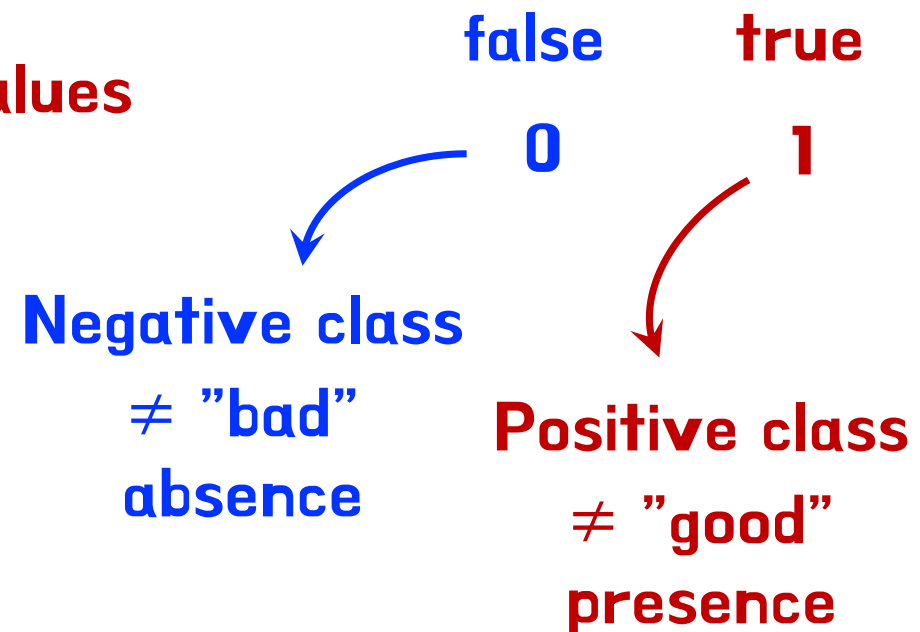 false true
alues
0 1
Negative class
≠ ”bad”
absence
Positive class
≠ ”good”
presence